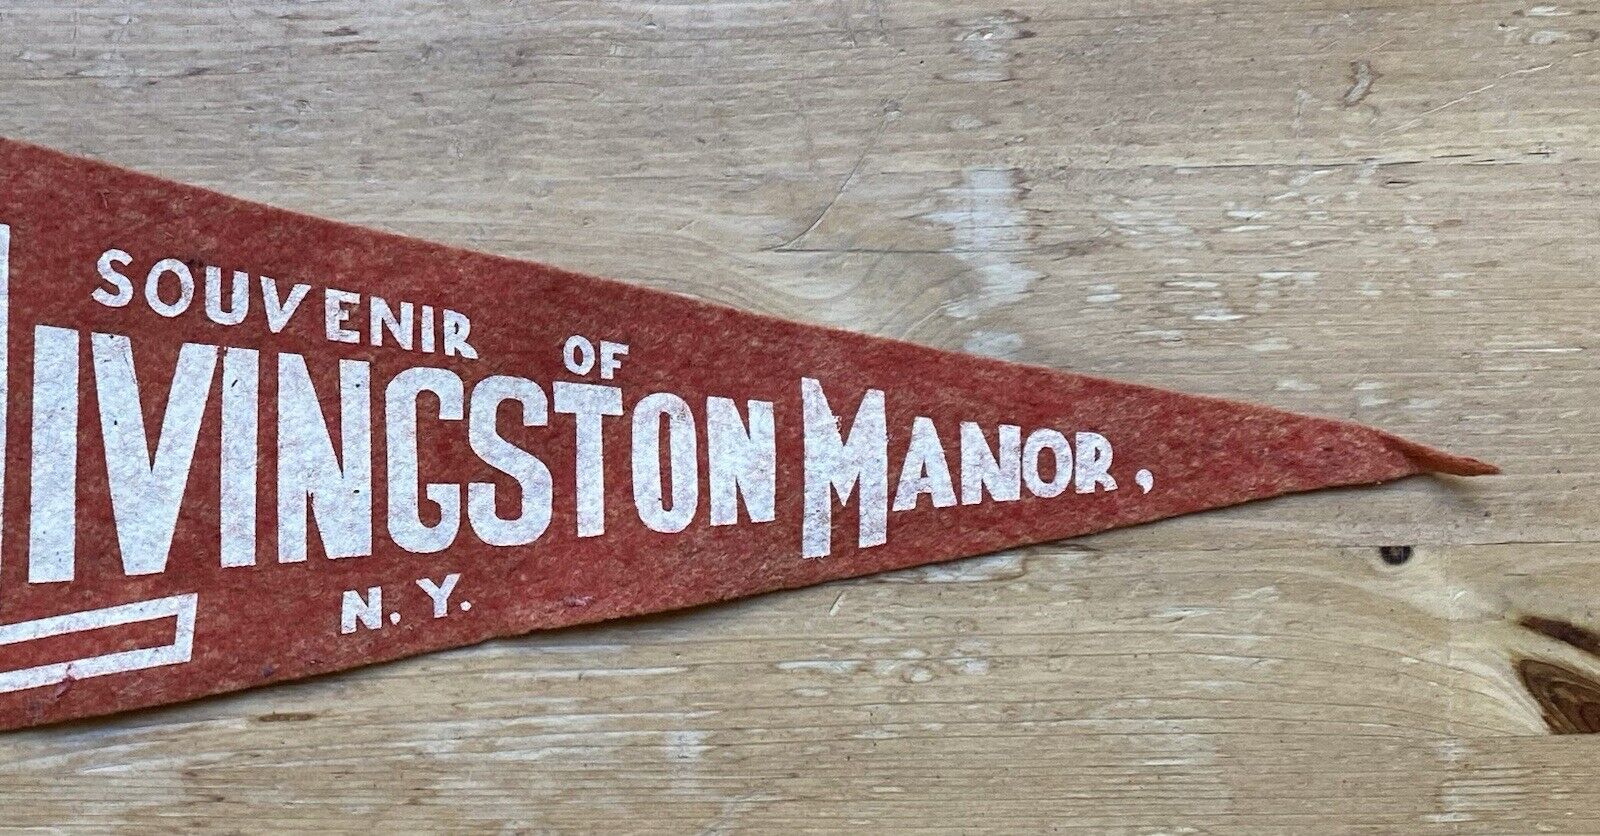 SOUVENIR OF
LIVINGSTON MANOR,
N. Y.